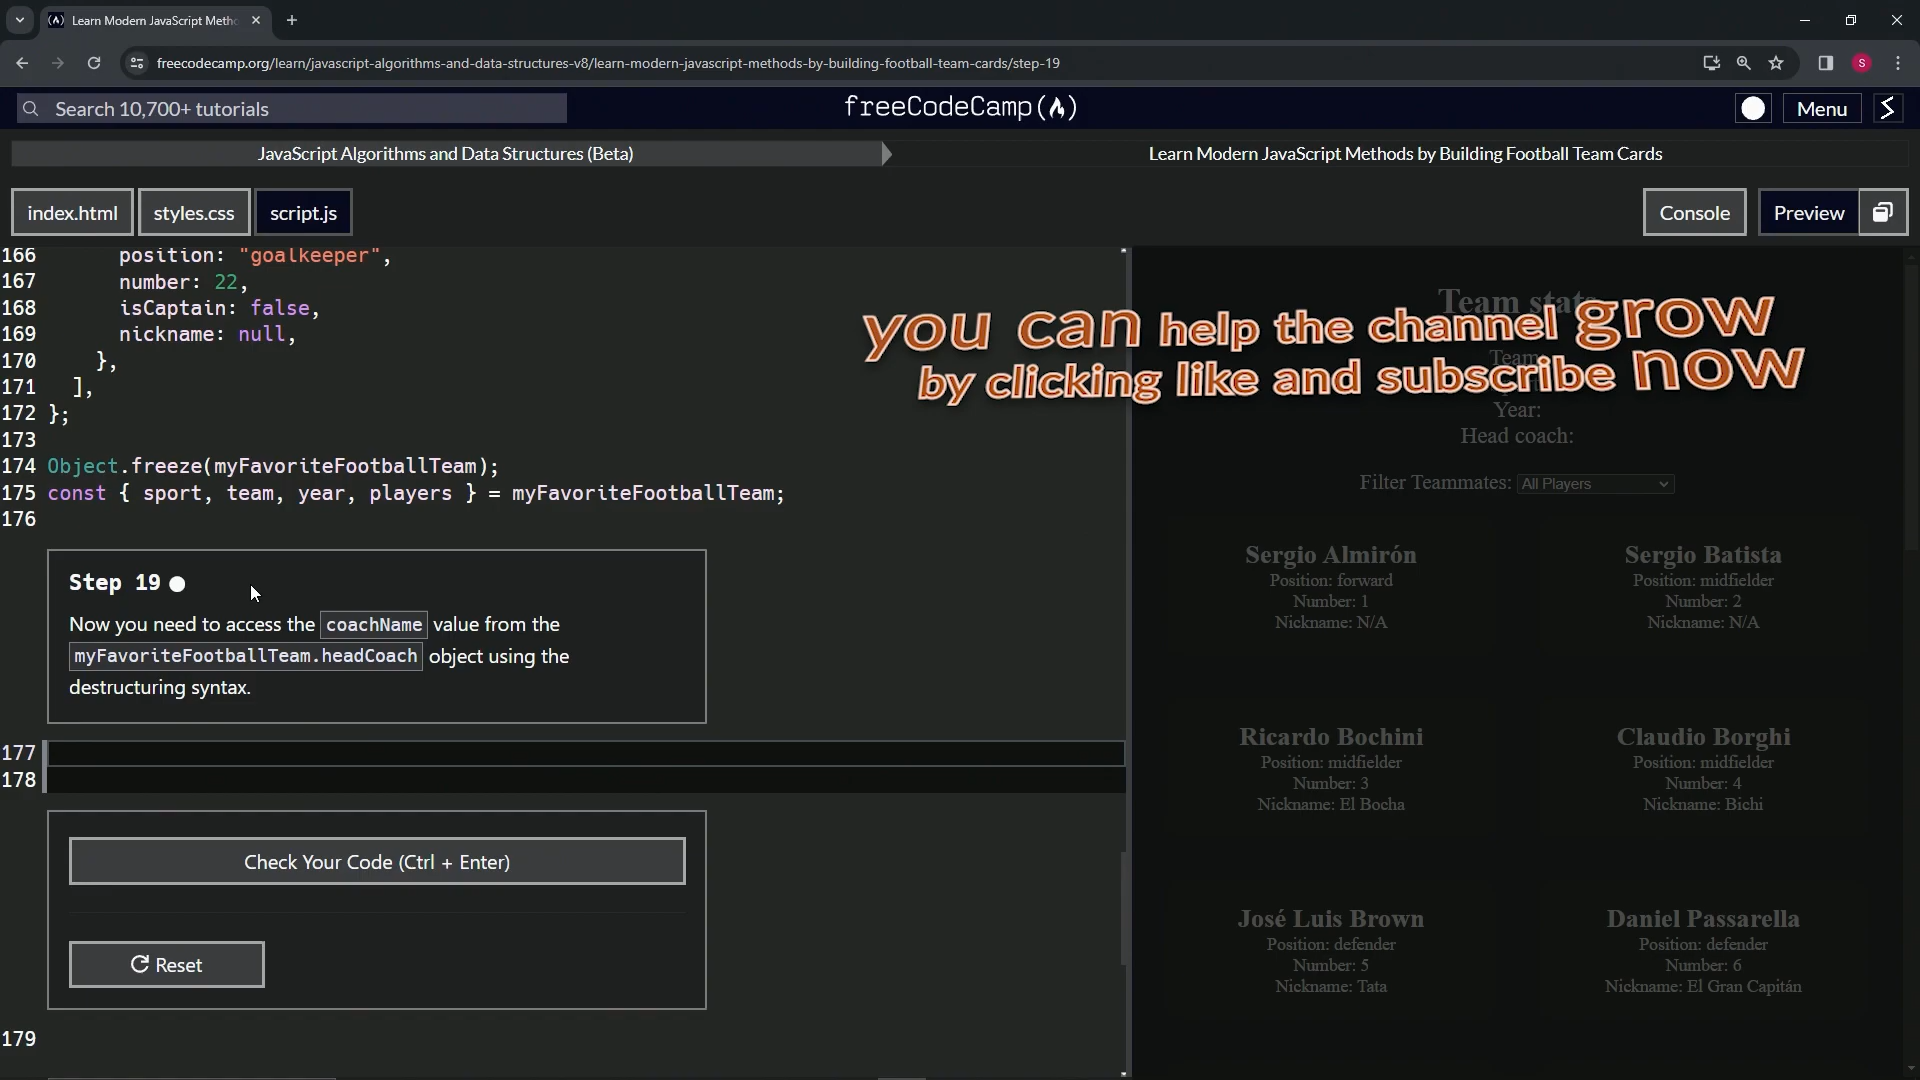 Learn Modern JavaScript Metho
freecodecamp.org/learn/javascript-algorithms-and-data-structures-v8/learn-modern-javascript-methods-by-building-football-team-cards/step-19
S
Search 10,700+ tutorials
freeCodeCamp
Menu
JavaScript Algorithms and Data Structures (Beta)
Learn Modern JavaScript Methods by Building Football Team Cards
index.html
styles.css
script.js
Console
Preview
166 position: "goalkeeper",
167 number: 22,
168 isCaptain: false,
169 nickname: null,
170 },
171 ],
172 };
173
174 Object.freeze(myFavoriteFootballTeam);
175 const { sport, team, year, players } = myFavoriteFootballTeam;
176
Step 19
Now you need to access the coachName value from the
myFavoriteFootballTeam.headCoach object using the
destructuring syntax.
177
178
Check Your Code (Ctrl + Enter)
Reset
179
you can help the channel grow
by clicking like and subscribe now
Team stats
Team:
Year:
Head coach:
Filter Teammates: All Players
Sergio Almirón
Position: forward
Number: 1
Nickname: N/A
Sergio Batista
Position: midfielder
Number: 2
Nickname: N/A
Ricardo Bochini
Position: midfielder
Number: 3
Nickname: El Bocha
Claudio Borghi
Position: midfielder
Number: 4
Nickname: Bichi
José Luis Brown
Position: defender
Number: 5
Nickname: Tata
Daniel Passarella
Position: defender
Number: 6
Nickname: El Gran Capitán